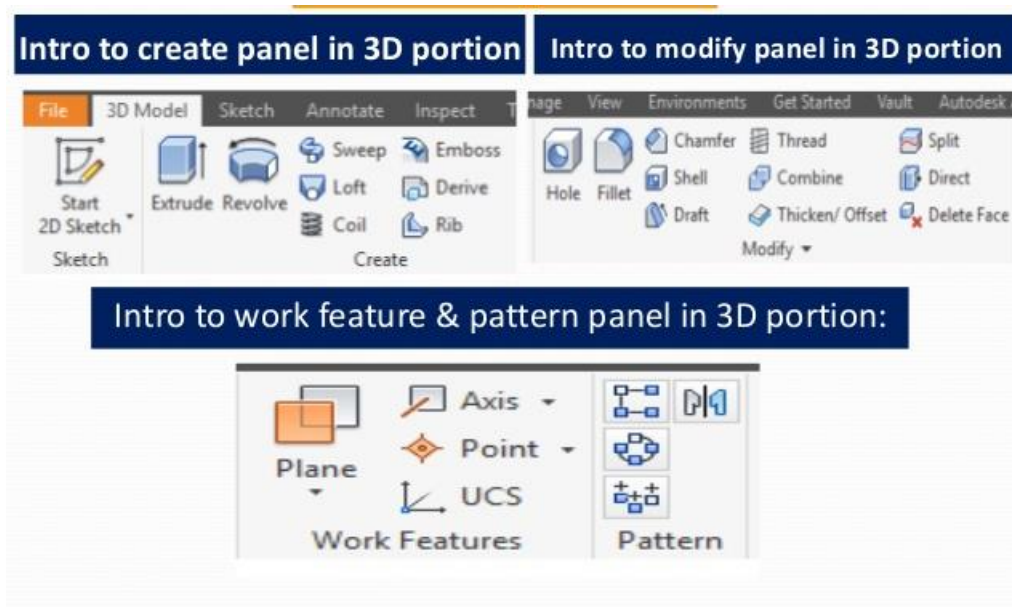 Intro to create panel in 3D portion
Intro to modify panel in 3D portion
File 3D Model Sketch Annotate Inspect T
Start
2D Sketch
Sketch
Extrude Revolve
Sweep Emboss
Loft Derive
Coil Rib
Create
nage View Environments Get Started Vault Autodesk A
Hole Fillet
Chamfer Thread Split
Shell Combine Direct
Draft Thicken/ Offset Delete Face
Modify
Intro to work feature & pattern panel in 3D portion:
Plane
Axis
Point
UCS
Work Features
Pattern